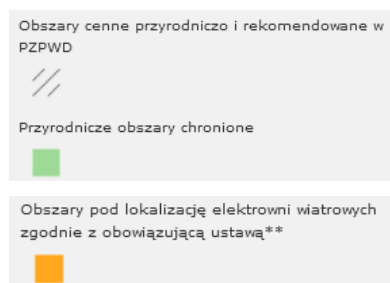 Obszary cenne przyrodniczo i rekomendowane w
PZPWD
Przyrodnicze obszary chronione
Obszary pod lokalizację elektrowni wiatrowych
zgodnie z obowiązującą ustawą**